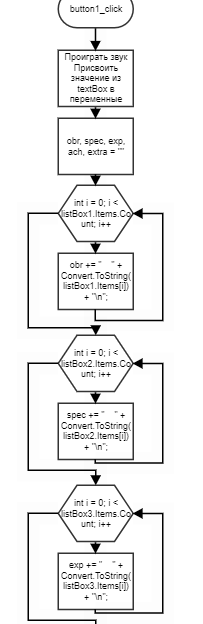 button1_click
Проиграть звук
Присвоить
значение из
textBox в
переменные
obr, spec, exp,
ach, extra = ""
int i = 0; i <
listBox1.Items.Co
unt; i++
obr += "    " +
Convert.ToString(
listBox1.Items[i])
+ "\n";
int i = 0; i <
listBox2.Items.Co
unt; i++
spec += "    " +
Convert.ToString(
listBox2.Items[i])
+ "\n";
int i = 0; i <
listBox3.Items.Co
unt; i++
exp += "    " +
Convert.ToString(
listBox3.Items[i])
+ "\n";